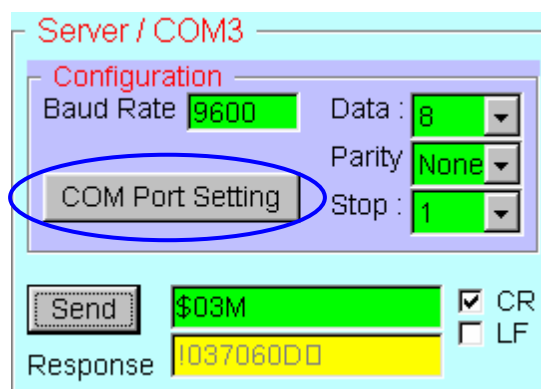 Server / COM3
Configuration
Baud Rate 9600 Data : 8
Parity None
COM Port Setting Stop : 1
Send $03M CR
LF
Response !037060D